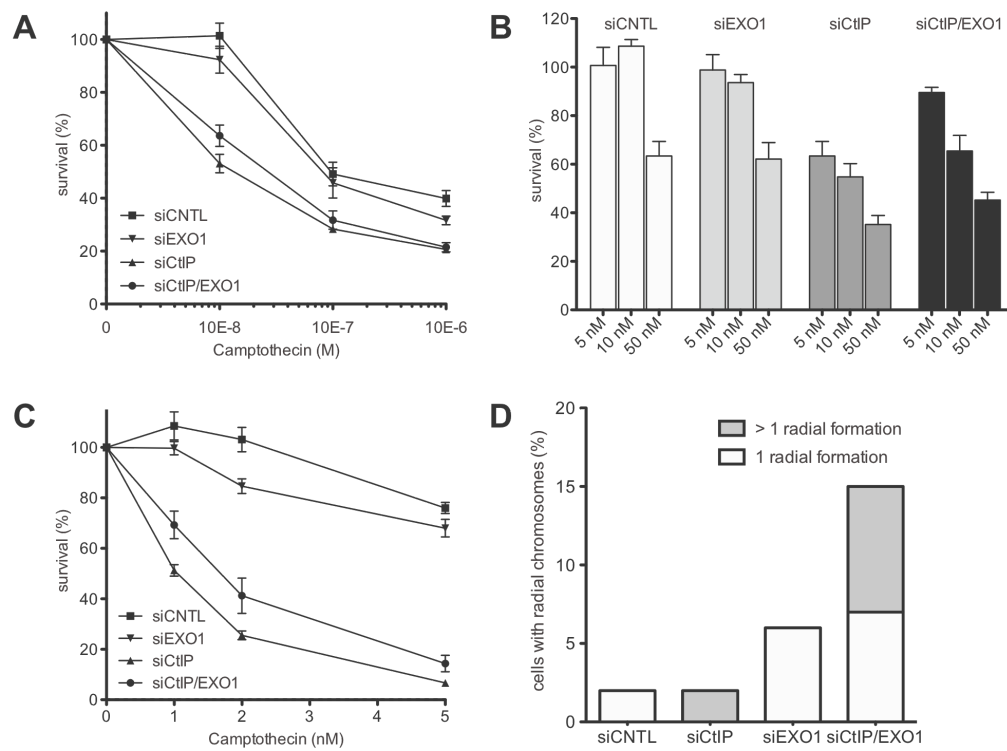 A
survival (%)
100
80
60
40
20
0
siCNTL
siEXO1
siCtIP
siCtIP/EXO1
0
10E-8
10E-7
10E-6
Camptothecin (M)
B
siCNTL
siEXO1
siCtIP
siCtIP/EXO1
survival (%)
120
100
80
60
40
20
0
5 nM
10 nM
50 nM
5 nM
10 nM
50 nM
5 nM
10 nM
50 nM
5 nM
10 nM
50 nM
C
survival (%)
100
80
60
40
20
0
siCNTL
siEXO1
siCtIP
siCtIP/EXO1
0
1
2
3
4
5
Camptothecin (nM)
D
cells with radial chromosomes (%)
20
15
10
5
0
> 1 radial formation
1 radial formation
siCNTL
siCtIP
siEXO1
siCtIP/EXO1